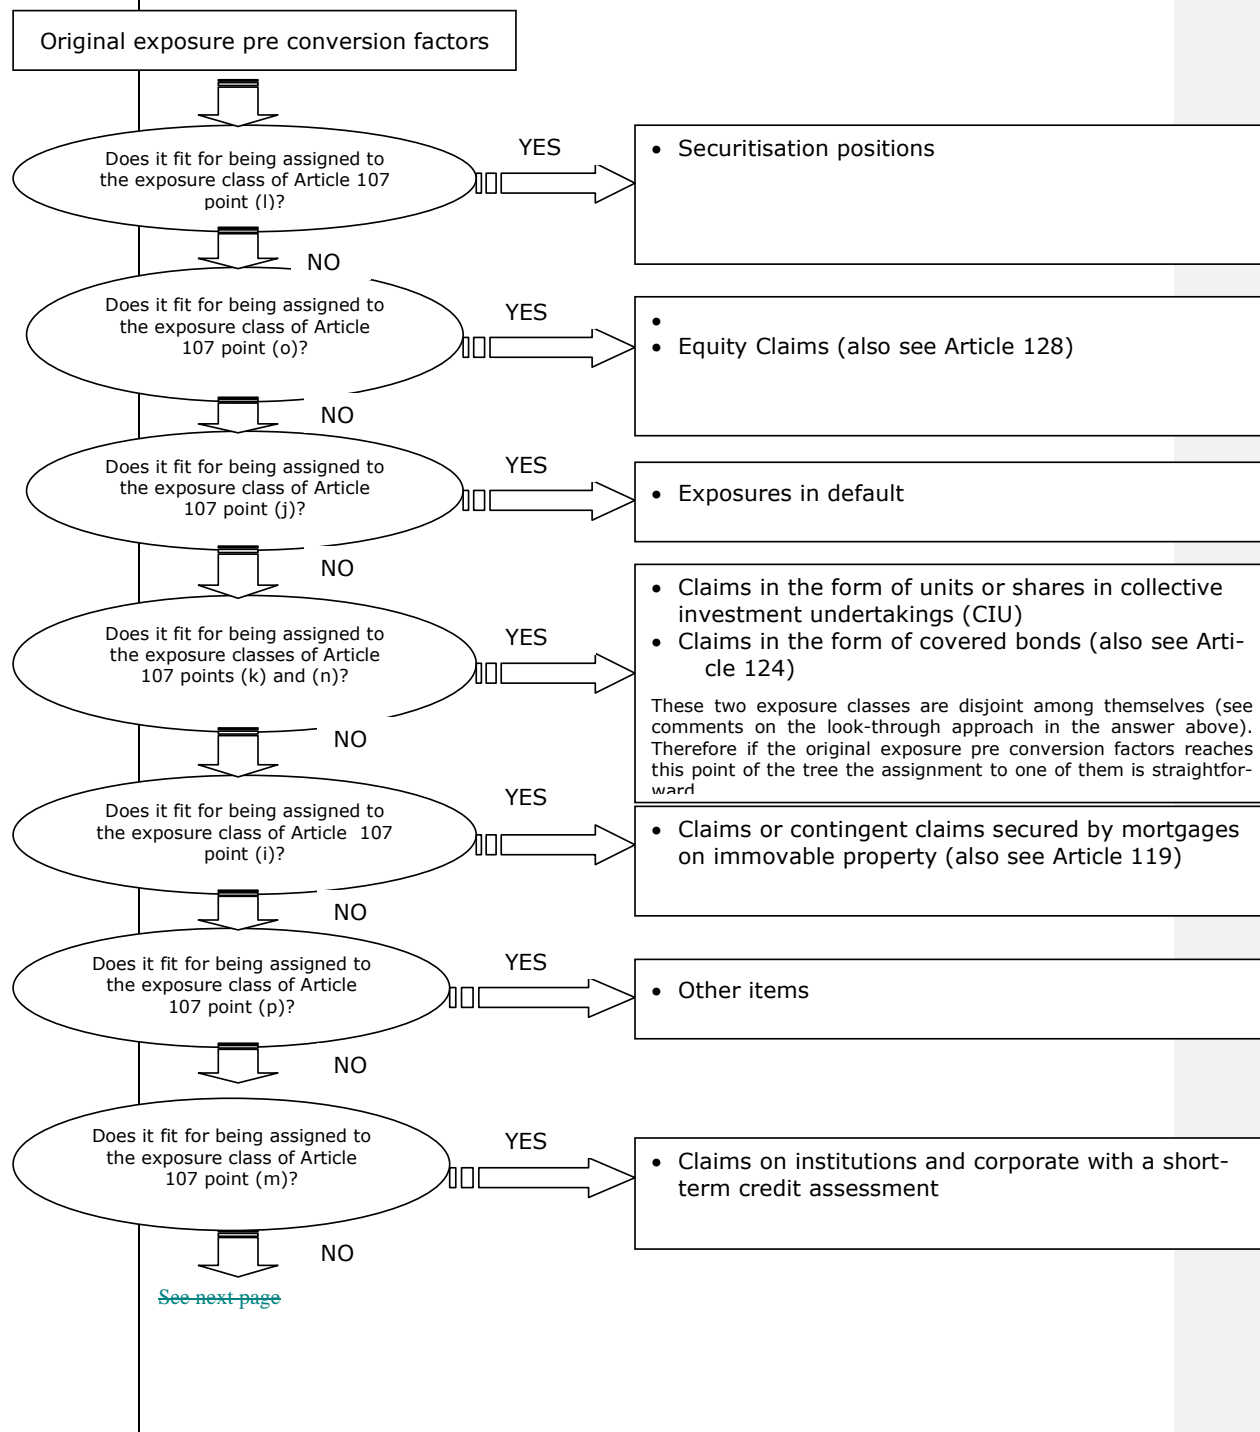 Original exposure pre conversion factors
Does it fit for being assigned to
the exposure class of Article 107
point (l)?
YES
• Securitisation positions
NO
Does it fit for being assigned to
the exposure class of Article
107 point (o)?
YES
•
• Equity Claims (also see Article 128)
NO
Does it fit for being assigned to
the exposure class of Article
107 point (j)?
YES
• Exposures in default
NO
Does it fit for being assigned to
the exposure classes of Article
107 points (k) and (n)?
YES
• Claims in the form of units or shares in collective
investment undertakings (CIU)
• Claims in the form of covered bonds (also see Arti-
cle 124)
These two exposure classes are disjoint among themselves (see
comments on the look-through approach in the answer above).
Therefore if the original exposure pre conversion factors reaches
this point of the tree the assignment to one of them is straightfor-
ward
NO
Does it fit for being assigned to
the exposure class of Article 107
point (i)?
YES
• Claims or contingent claims secured by mortgages
on immovable property (also see Article 119)
NO
Does it fit for being assigned to
the exposure class of Article
107 point (p)?
YES
• Other items
NO
Does it fit for being assigned to
the exposure class of Article
107 point (m)?
YES
• Claims on institutions and corporate with a short-
term credit assessment
NO
See next page